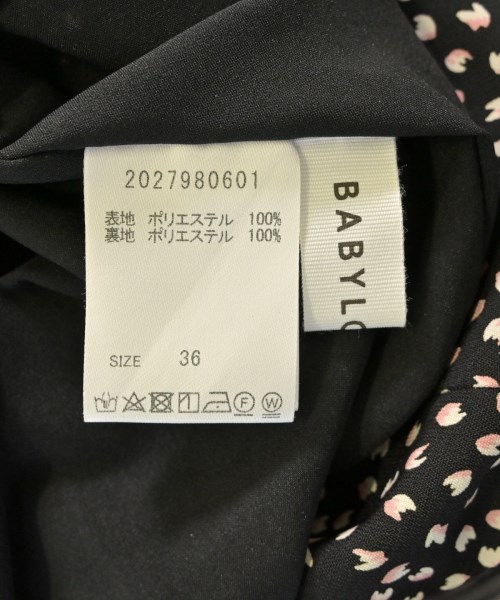 2027980601
表地 ポリエステル 100%
裏地 ポリエステル 100%
SIZE 36
F W
BABYLO